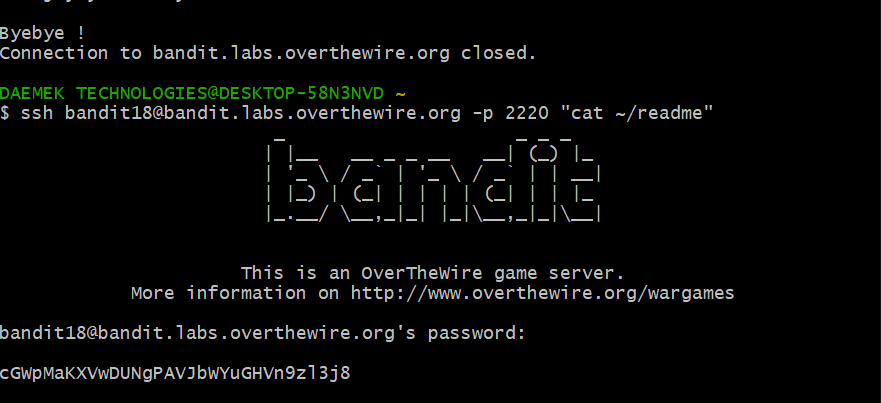 Byebye !
Connection to bandit.labs.overthewire.org closed.
DAEMEK TECHNOLOGIES@DESKTOP-58N3NVD ~
$ ssh bandit18@bandit.labs.overthewire.org -p 2220 "cat ~/readme"
bandit
This is an OverTheWire game server.
More information on http://www.overthewire.org/wargames
bandit18@bandit.labs.overthewire.org's password:
cGWpMaKXVwDUNgPAVJbWYuGHVn9zl3j8